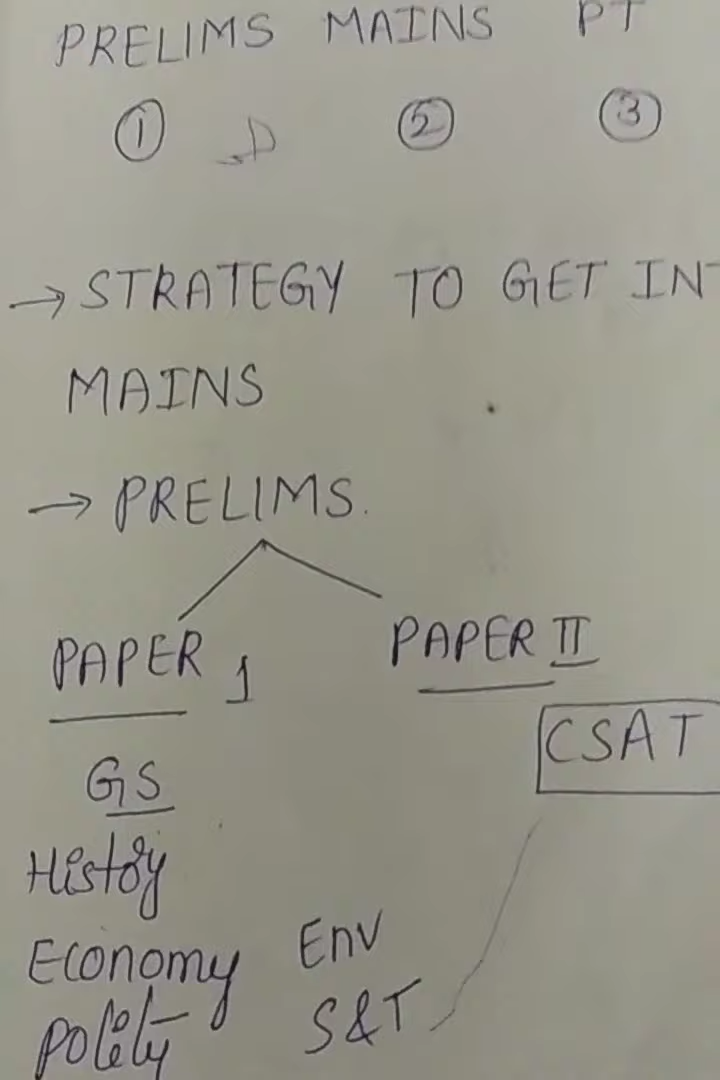 PRELIMS MAINS PT
① ② ③
→ STRATEGY TO GET INT
MAINS
→ PRELIMS.
PAPER 1 PAPER II
CSAT
GS
History
Economy Env
Polity S&T